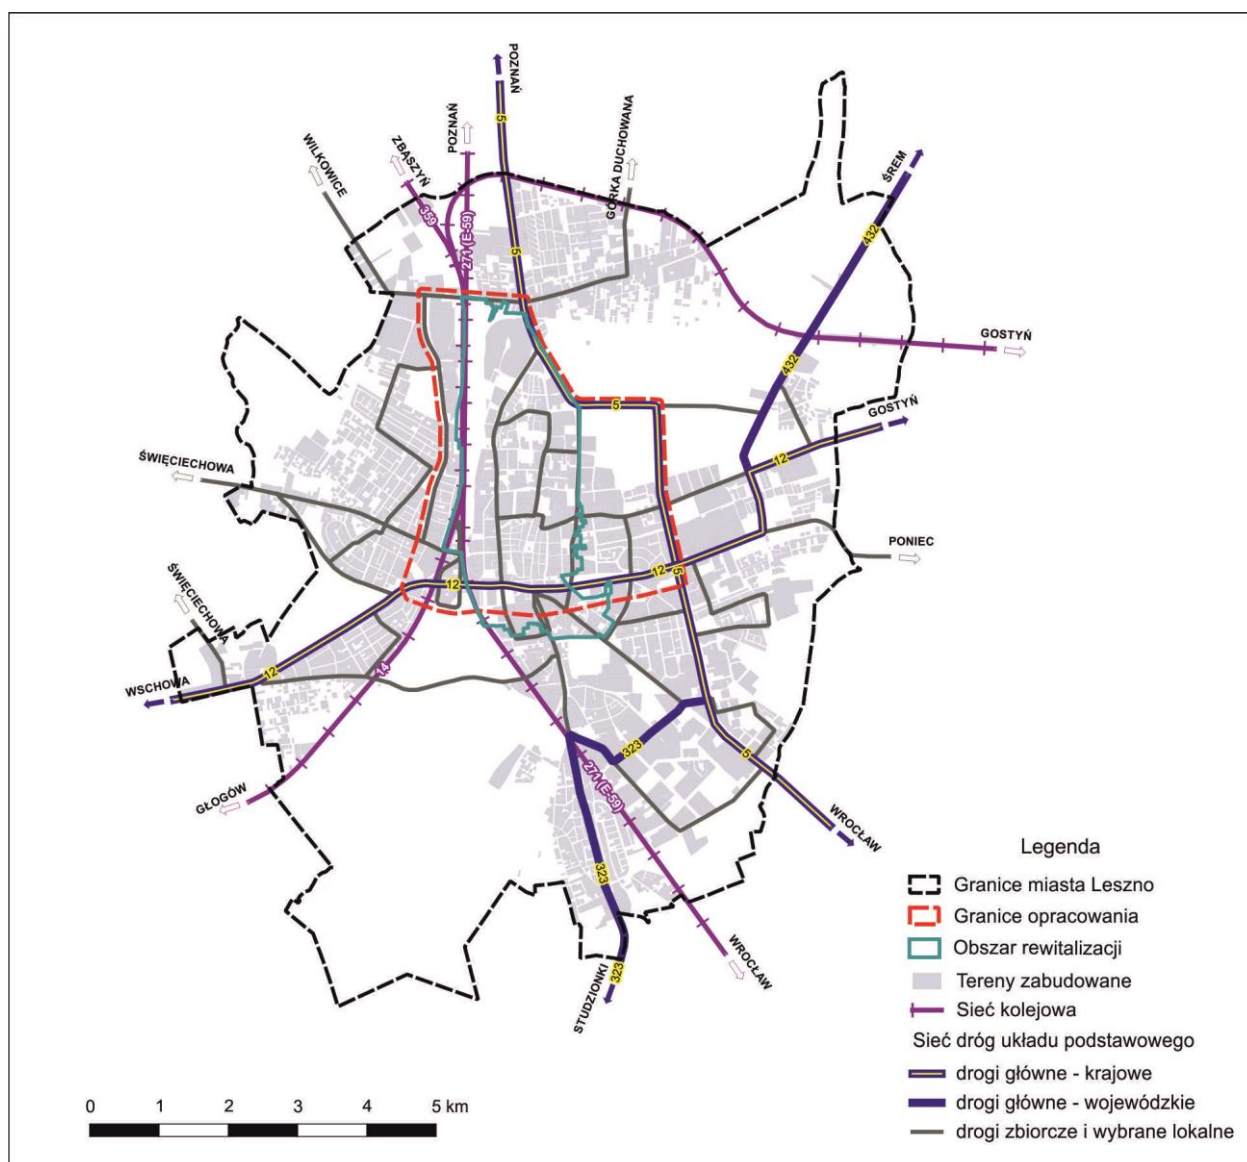 POZNAŃ
5
POZNAŃ
ZBASZYŃ
WILKOWICE
GÓRKA DUCHOWANA
ŚREM
359
271 (E-59)
5
432
GOSTYŃ
432
5
GOSTYŃ
12
ŚWIĘCIECHOWA
PONIEC
12
12
5
ŚWIĘCIECHOWA
12
14
WSCHOWA
323
5
271 (E-59)
GŁOGÓW
WROCŁAW
323
WROCŁAW
323
STUDZIONKI
Legenda
Granice miasta Leszno
Granice opracowania
Obszar rewitalizacji
Tereny zabudowane
Sieć kolejowa
Sieć dróg układu podstawowego
drogi główne - krajowe
drogi główne - wojewódzkie
drogi zbiorcze i wybrane lokalne
0 1 2 3 4 5 km